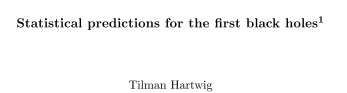 Statistical predictions for the first black holes¹
Tilman Hartwig